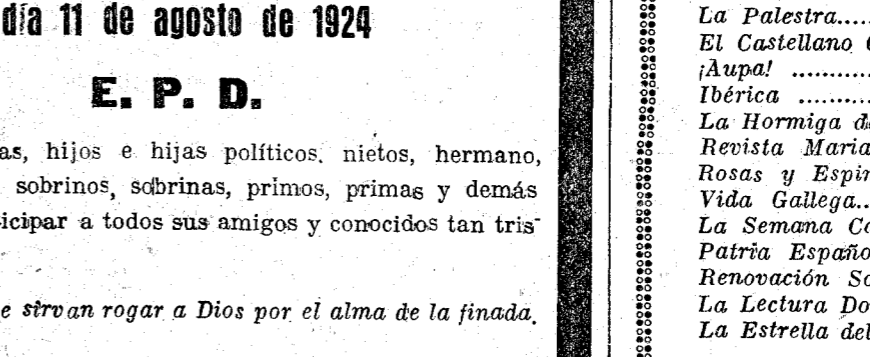 día 11 de agosto de 1924
E. P. D.
as, hijos e hijas políticos. nietos, hermano,
sobrinos, sobrinas, primos, primas y demás
icipar a todos sus amigos y conocidos tan tris-
e sirvan rogar a Dios por el alma de la finada.
La Palestra.....
El Castellano
¡Aupa! ...........
Ibérica ..........
La Hormiga d
Revista Maria
Rosas y Espin
Vida Gallega..
La Semana Co
Patria Españo
Renovación So
La Lectura Do
La Estrella del